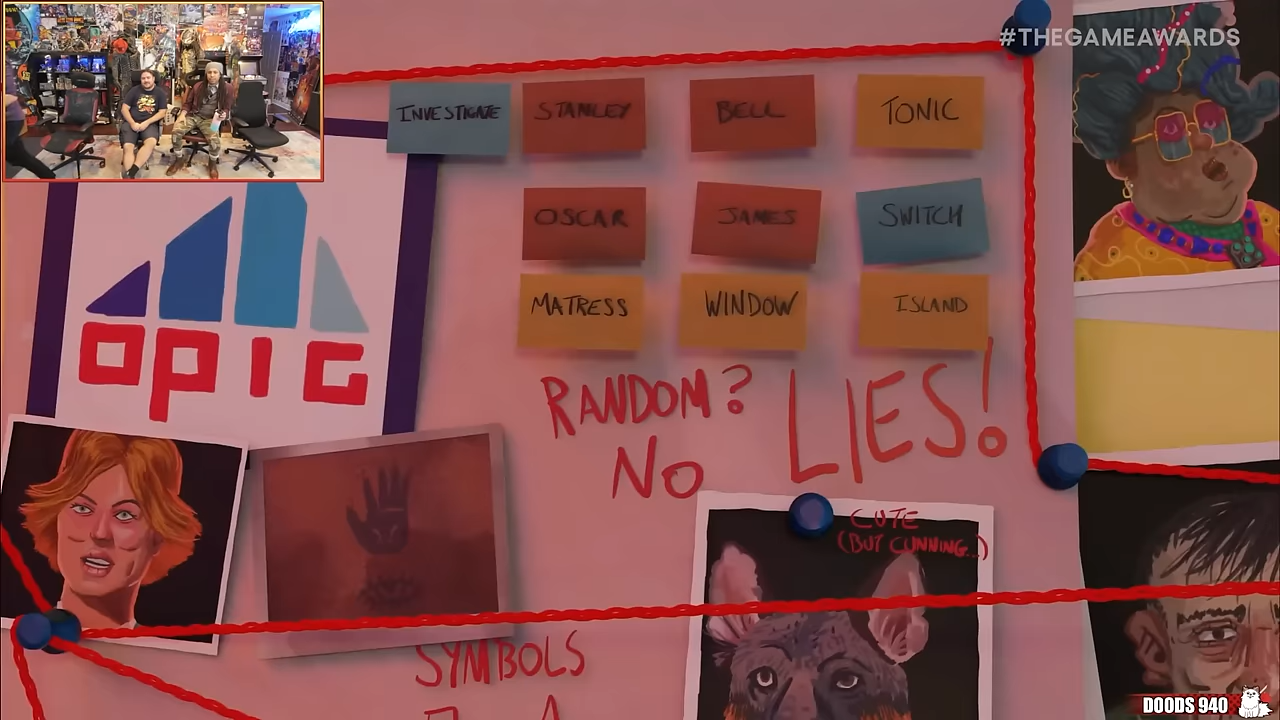 #THEGAMEAWARDS
INVESTIGATE STANLEY BELL TONIC
OSCAR JAMES SWITCH
MATRESS WINDOW ISLAND
OPIG
RANDOM?
NO
LIES!
CUTE
(BUT CUNNING..)
SYMBOLS
DOODS 940